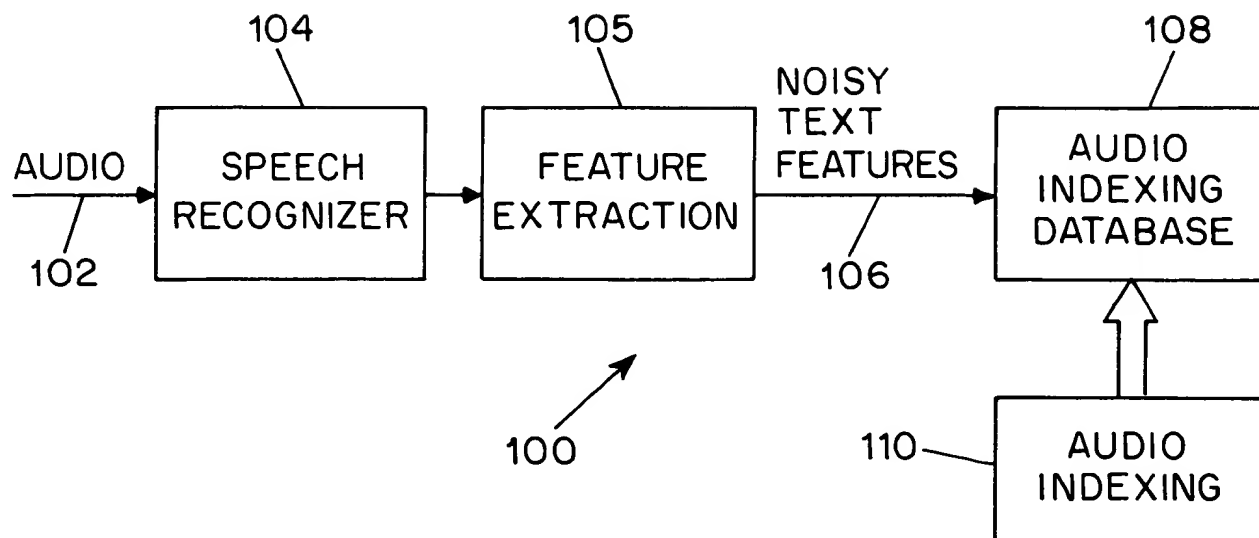 104
105
108
NOISY
TEXT
FEATURES
AUDIO
SPEECH
RECOGNIZER
FEATURE
EXTRACTION
AUDIO
INDEXING
DATABASE
102
106
100
110
AUDIO
INDEXING